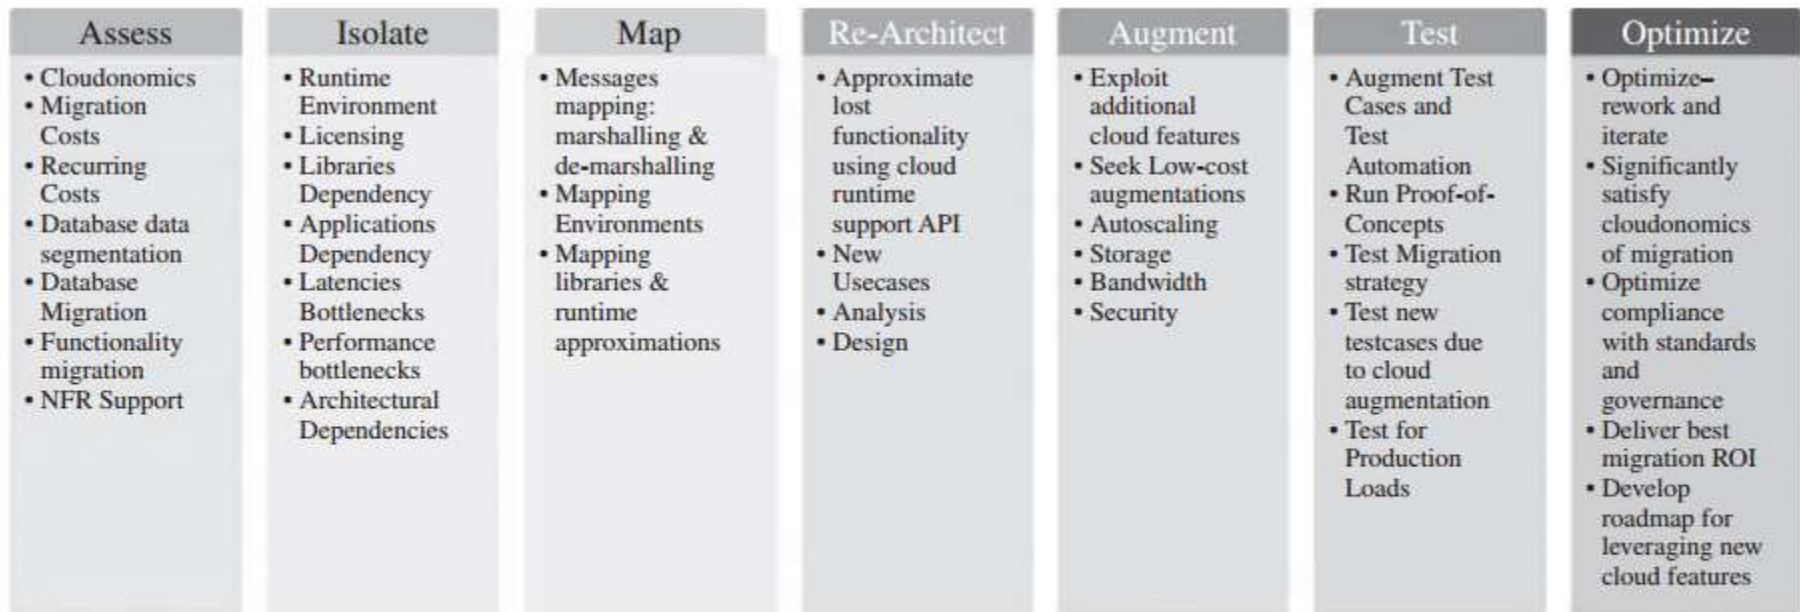 Assess
• Cloudonomics
• Migration
Costs
• Recurring
Costs
• Database data
segmentation
• Database
Migration
• Functionality
migration
• NFR Support
Isolate
• Runtime
Environment
• Licensing
• Libraries
Dependency
• Applications
Dependency
• Latencies
Bottlenecks
• Performance
bottlenecks
• Architectural
Dependencies
Map
• Messages
mapping:
marshalling &
de-marshalling
• Mapping
Environments
• Mapping
libraries &
runtime
approximations
Re-Architect
• Approximate
lost
functionality
using cloud
runtime
support API
• New
Usecases
• Analysis
• Design
Augment
• Exploit
additional
cloud features
• Seek Low-cost
augmentations
• Autoscaling
• Storage
• Bandwidth
• Security
Test
• Augment Test
Cases and
Test
Automation
• Run Proof-of-
Concepts
• Test Migration
strategy
• Test new
testcases due
to cloud
augmentation
• Test for
Production
Loads
Optimize
• Optimize–
rework and
iterate
• Significantly
satisfy
cloudonomics
of migration
• Optimize
compliance
with standards
and
governance
• Deliver best
migration ROI
• Develop
roadmap for
leveraging new
cloud features